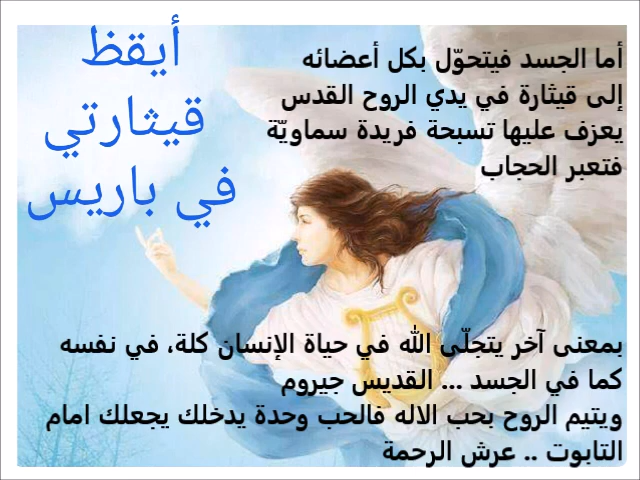 أيقظ
قيثارتي
في باريس
أما الجسد فيتحوّل بكل أعضائه
إلى قيثارة في يدي الروح القدس
يعزف عليها تسبحة فريدة سماويّة
فتعبر الحجاب
بمعنى آخر يتجلّى الله في حياة الإنسان كلة، في نفسه
كما في الجسد ... القديس جيروم
ويتيم الروح بحب الاله فالحب وحدة يدخلك يجعلك امام
التابوت .. عرش الرحمة